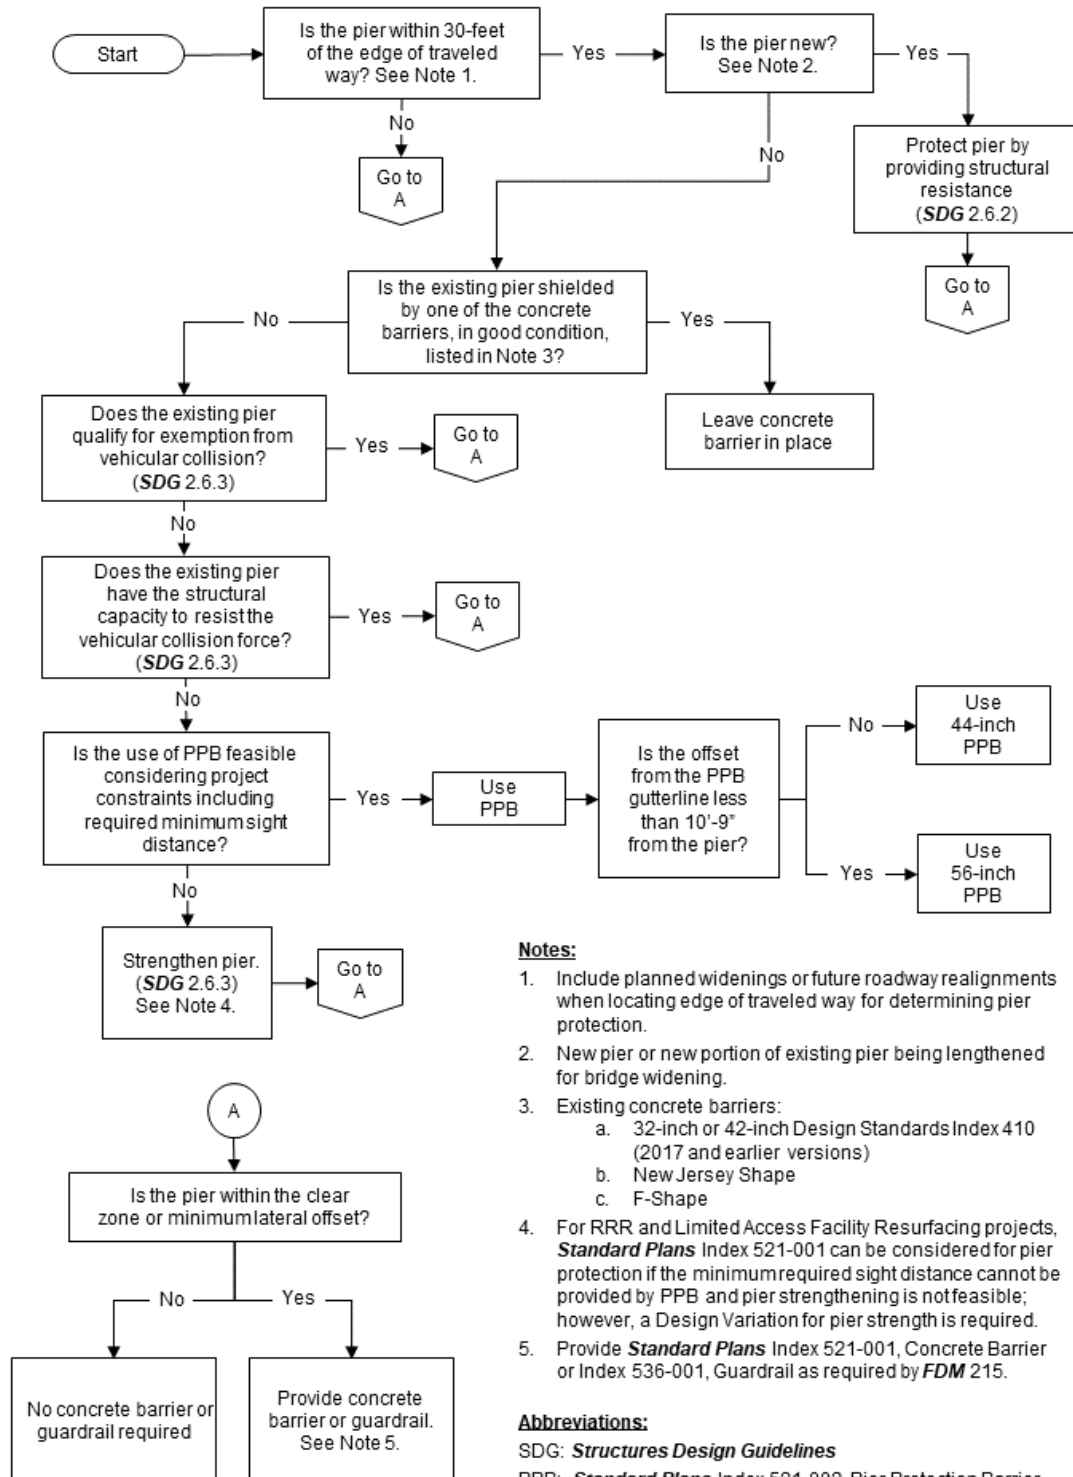 Start
Is the pier within 30-feet
of the edge of traveled
way? See Note 1.
Yes
Is the pier new?
See Note 2.
Yes
No
Go to
A
No
Protect pier by
providing structural
resistance
(SDG 2.6.2)
Go to
A
Is the existing pier shielded
by one of the concrete
barriers, in good condition,
listed in Note 3?
No
Yes
Leave concrete
barrier in place
Does the existing pier
qualify for exemption from
vehicular collision?
(SDG 2.6.3)
Yes
Go to
A
No
Does the existing pier
have the structural
capacity to resist the
vehicular collision force?
(SDG 2.6.3)
Yes
Go to
A
No
Is the use of PPB feasible
considering project
constraints including
required minimum sight
distance?
Yes
Use
PPB
Is the offset
from the PPB
gutterline less
than 10'-9"
from the pier?
No
Use
44-inch
PPB
Yes
Use
56-inch
PPB
No
Strengthen pier.
(SDG 2.6.3)
See Note 4.
Go to
A
A
Is the pier within the clear
zone or minimum lateral offset?
No
Yes
No concrete barrier or
guardrail required
Provide concrete
barrier or guardrail.
See Note 5.
Notes:
1. Include planned widenings or future roadway realignments
when locating edge of traveled way for determining pier
protection.
2. New pier or new portion of existing pier being lengthened
for bridge widening.
3. Existing concrete barriers:
a. 32-inch or 42-inch Design Standards Index 410
(2017 and earlier versions)
b. New Jersey Shape
c. F-Shape
4. For RRR and Limited Access Facility Resurfacing projects,
Standard Plans Index 521-001 can be considered for pier
protection if the minimum required sight distance cannot be
provided by PPB and pier strengthening is not feasible;
however, a Design Variation for pier strength is required.
5. Provide Standard Plans Index 521-001, Concrete Barrier
or Index 536-001, Guardrail as required by FDM 215.
Abbreviations:
SDG: Structures Design Guidelines
PPB: Standard Plans Index 521-002 Pier Protection Barrier